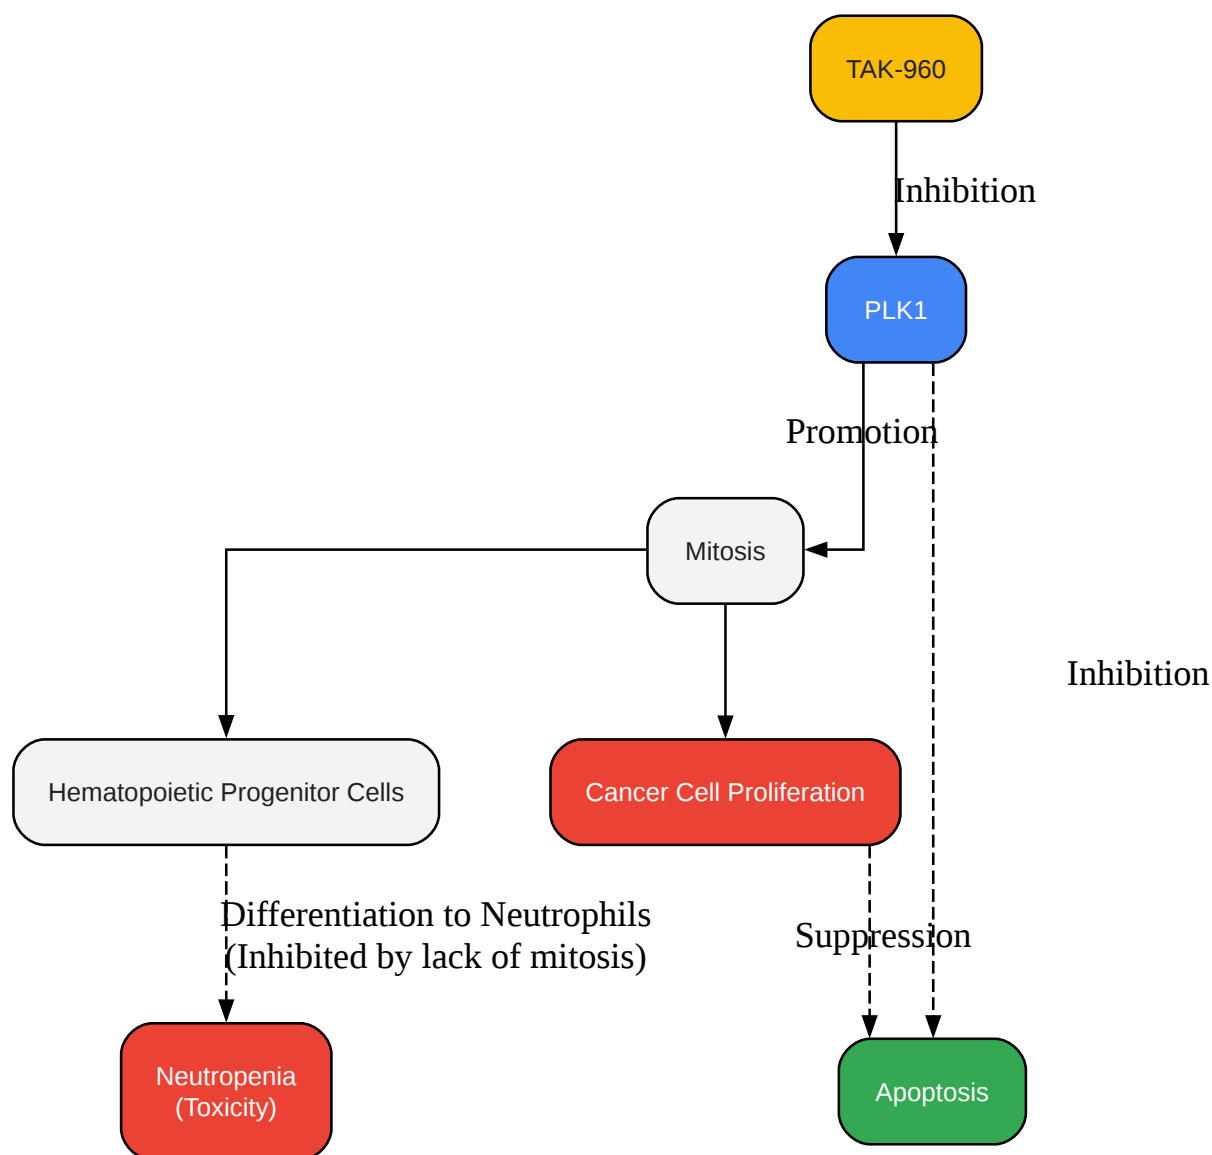 TAK-960
Inhibition
PLK1
Promotion
Mitosis
Inhibition
Hematopoietic Progenitor Cells
Cancer Cell Proliferation
Differentiation to Neutrophils
(Inhibited by lack of mitosis)
Suppression
Neutropenia
(Toxicity)
Apoptosis